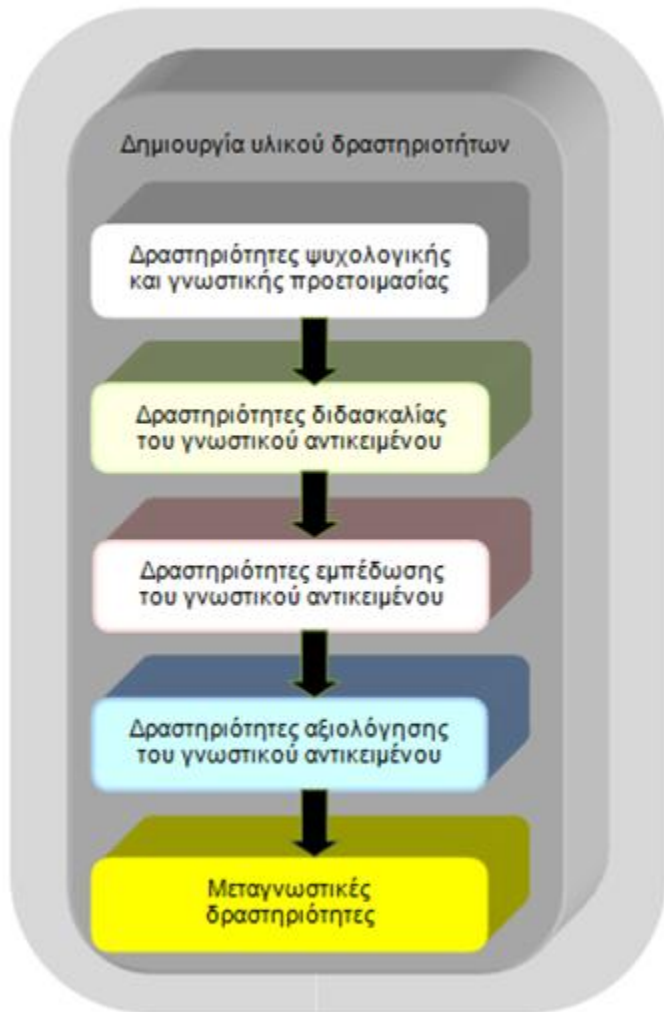 Δημιουργία υλικού δραστηριοτήτων
Δραστηριότητες ψυχολογικής
και γνωστικής προετοιμασίας
Δραστηριότητες διδασκαλίας
του γνωστικού αντικειμένου
Δραστηριότητες εμπέδωσης
του γνωστικού αντικειμένου
Δραστηριότητες αξιολόγησης
του γνωστικού αντικειμένου
Μεταγνωστικές
δραστηριότητες